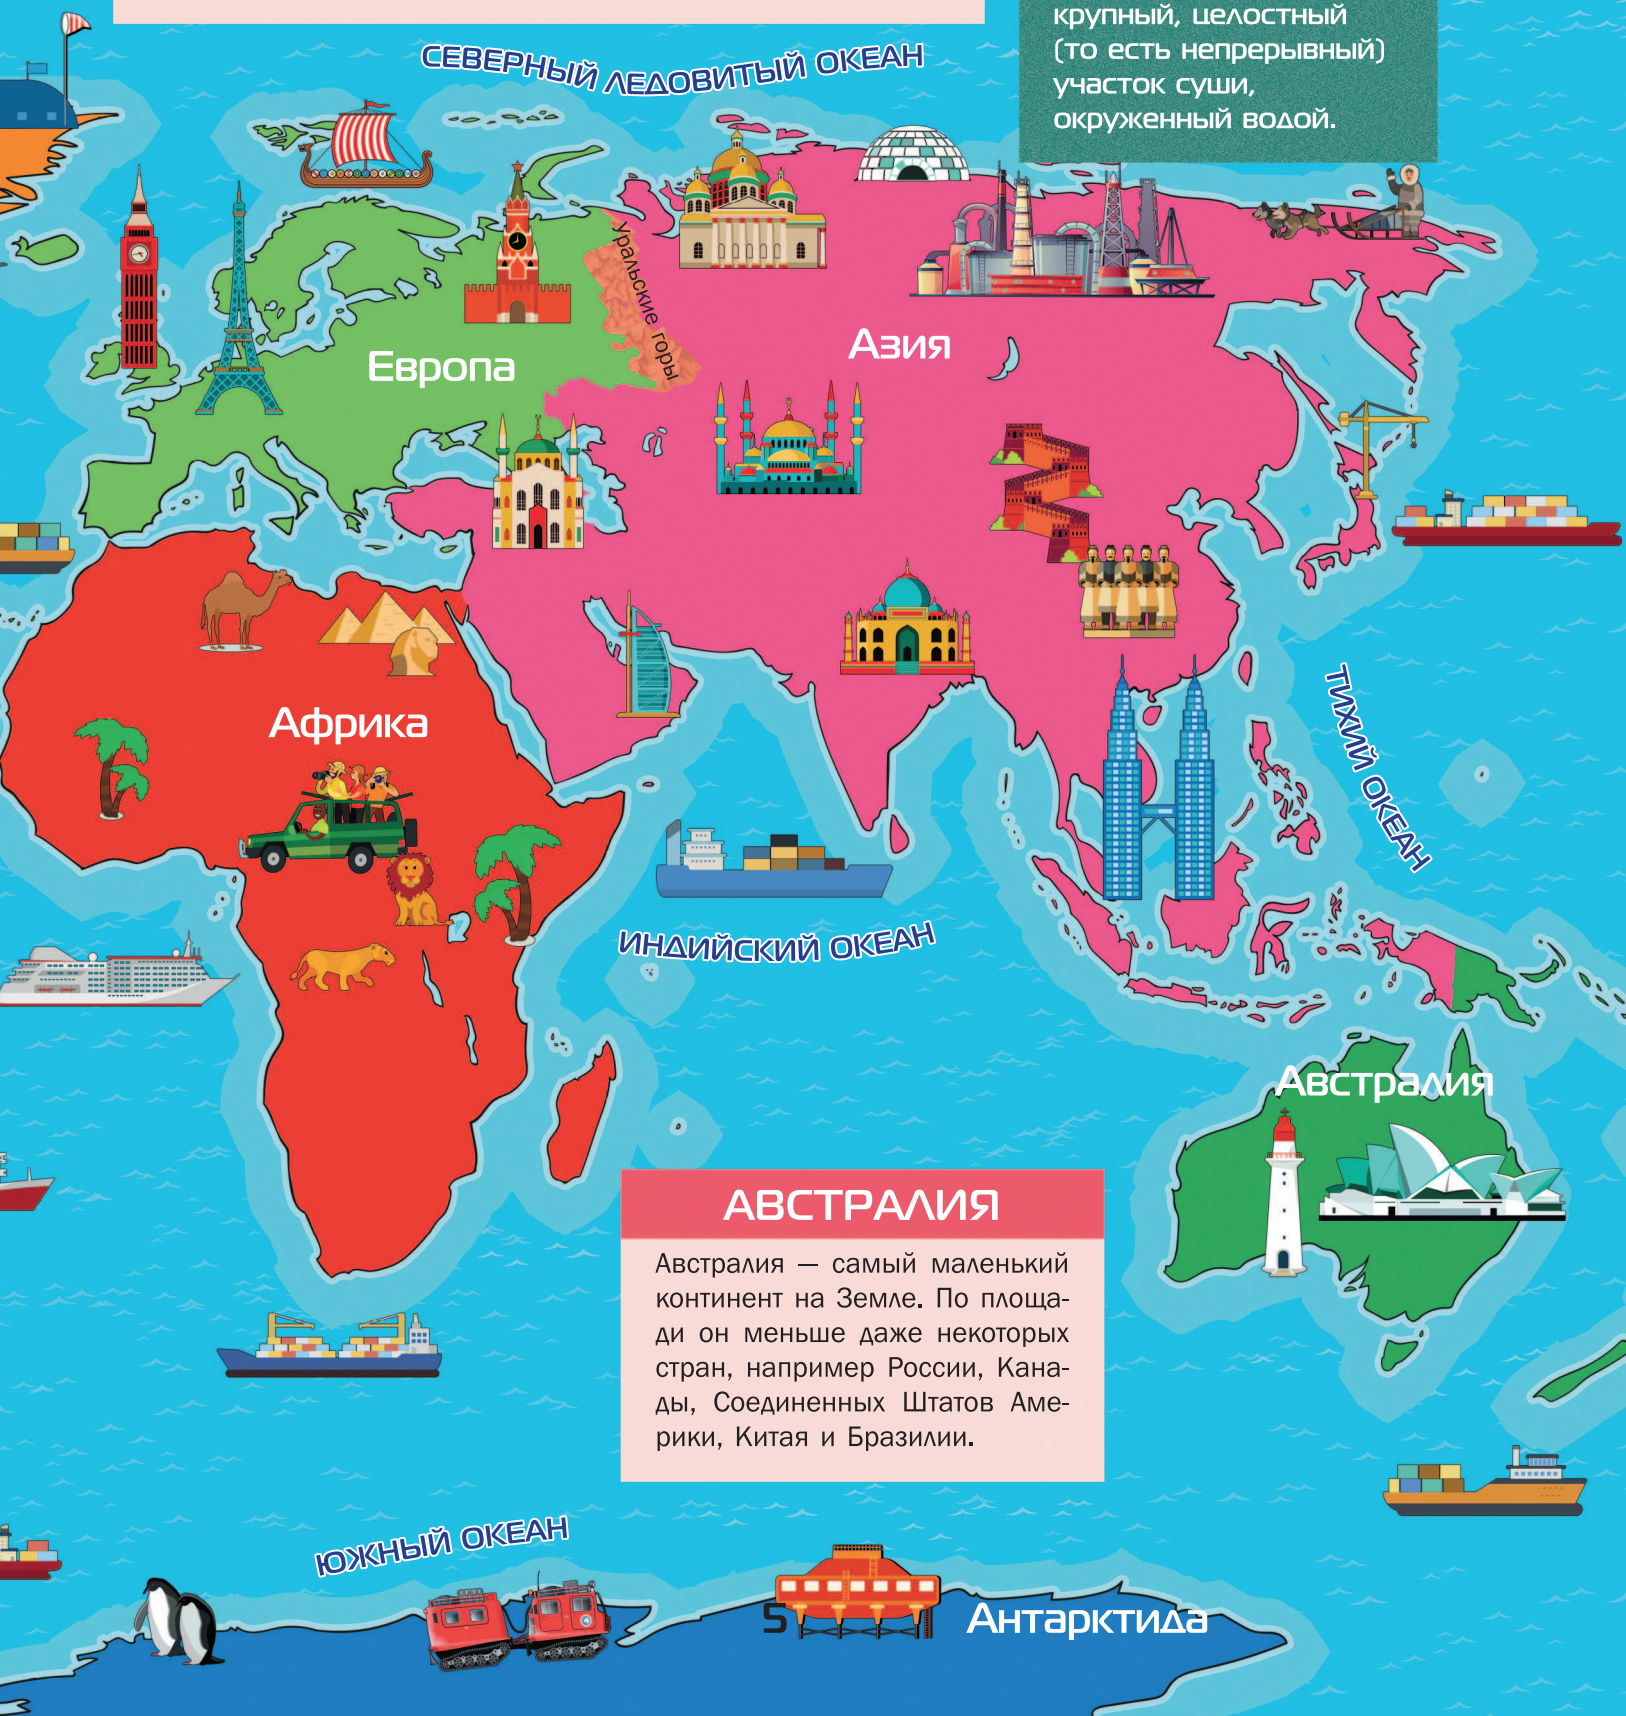 крупный, целостный
(то есть непрерывный)
участок суши,
окруженный водой.
СЕВЕРНЫЙ ЛЕДОВИТЫЙ ОКЕАН
Уральские горы
Европа
Азия
Африка
ТИХИЙ ОКЕАН
ИНДИЙСКИЙ ОКЕАН
Австралия
АВСТРАЛИЯ
Австралия — самый маленький
континент на Земле. По площа-
ди он меньше даже некоторых
стран, например России, Кана-
ды, Соединенных Штатов Аме-
рики, Китая и Бразилии.
ЮЖНЫЙ ОКЕАН
5
Антарктида